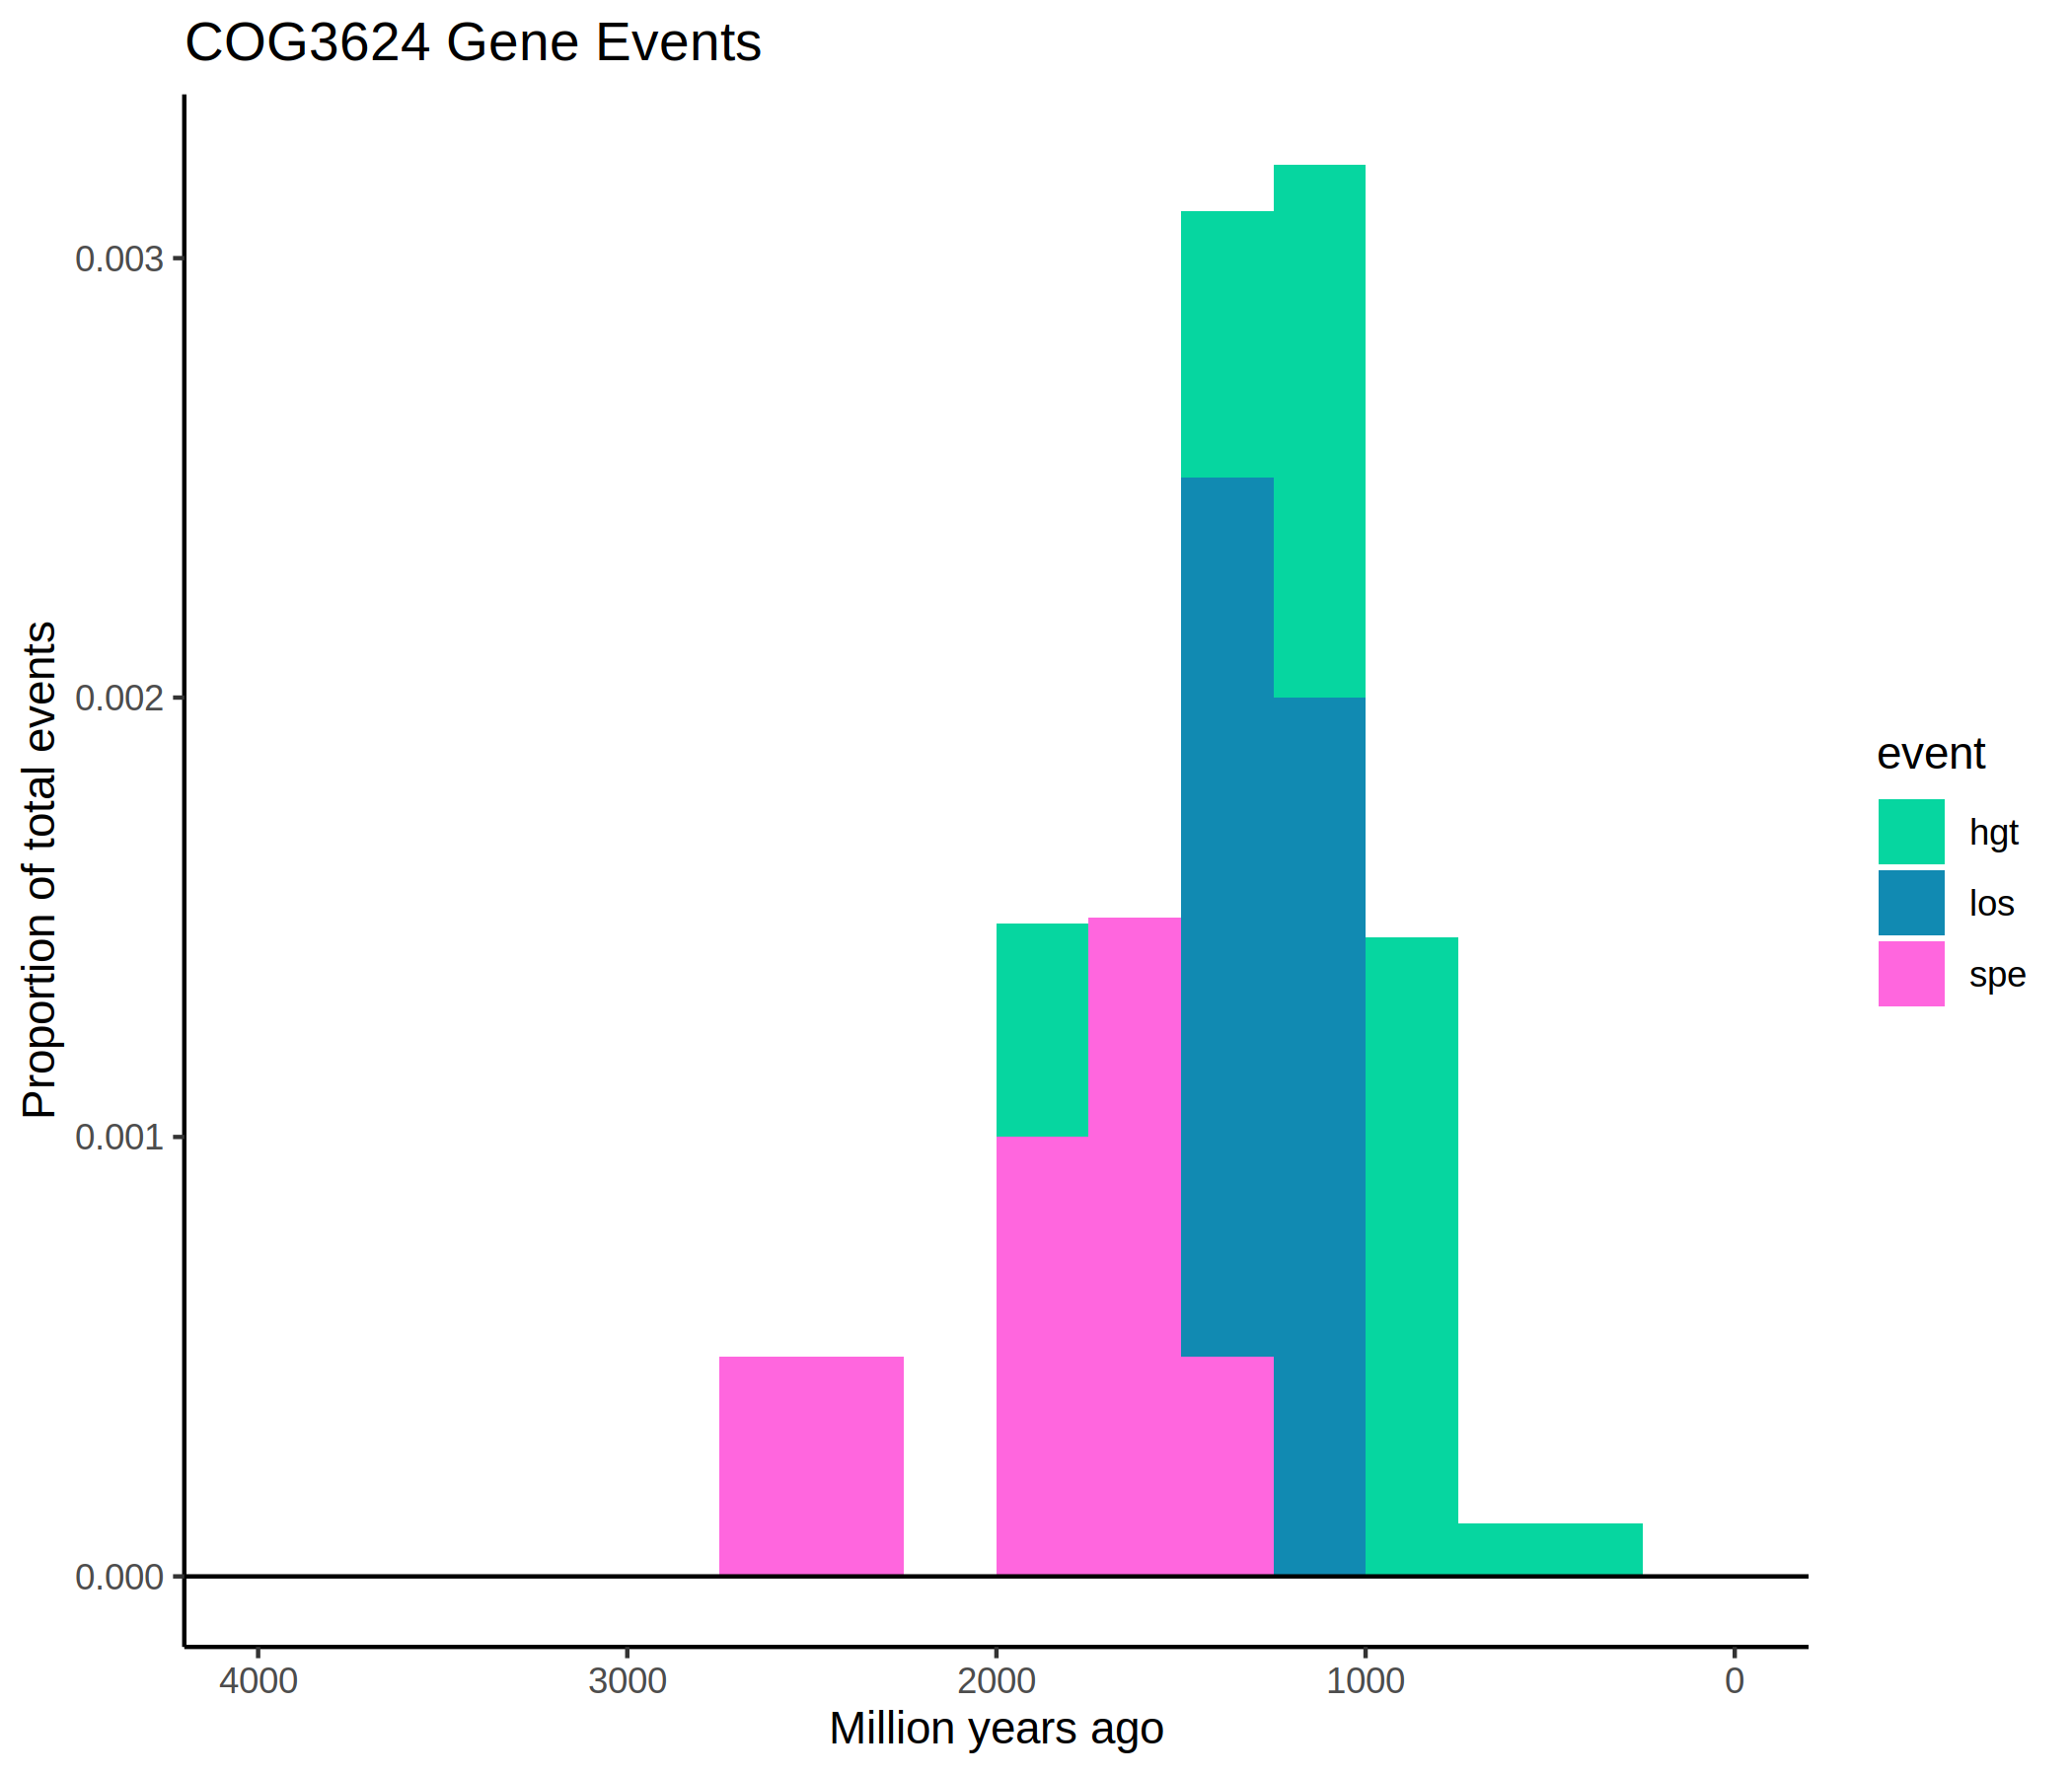 COG3624 Gene Events
Proportion of total events
0.003
0.002
0.001
0.000
4000 3000 2000 1000 0
Million years ago
event
hgt
los
spe